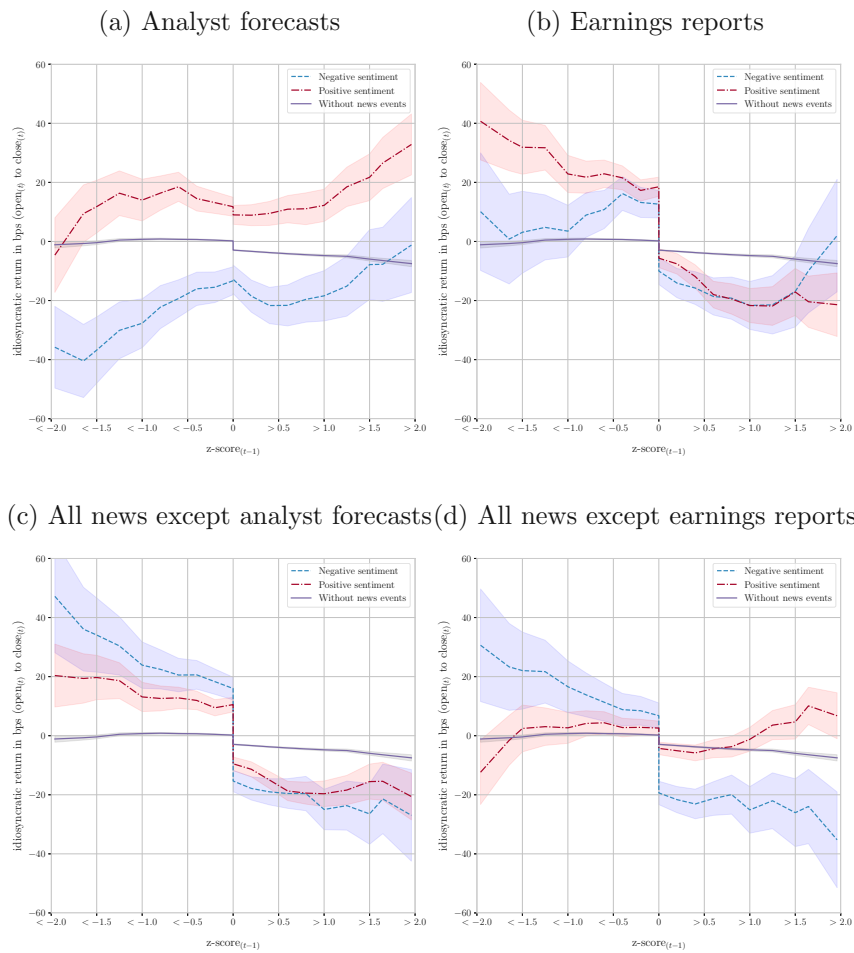 (a) Analyst forecasts
60
40
20
0
−20
−40
−60
idiosyncratic return in bps (open(t) to close(t))
Negative sentiment
Positive sentiment
Without news events
< −2.0 < −1.5 < −1.0 < −0.5 0 > 0.5 > 1.0 > 1.5 > 2.0
z-score(t−1)
(b) Earnings reports
60
40
20
0
−20
−40
−60
idiosyncratic return in bps (open(t) to close(t))
Negative sentiment
Positive sentiment
Without news events
< −2.0 < −1.5 < −1.0 < −0.5 0 > 0.5 > 1.0 > 1.5 > 2.0
z-score(t−1)
(c) All news except analyst forecasts
60
40
20
0
−20
−40
−60
idiosyncratic return in bps (open(t) to close(t))
Negative sentiment
Positive sentiment
Without news events
< −2.0 < −1.5 < −1.0 < −0.5 0 > 0.5 > 1.0 > 1.5 > 2.0
z-score(t−1)
(d) All news except earnings reports
60
40
20
0
−20
−40
−60
idiosyncratic return in bps (open(t) to close(t))
Negative sentiment
Positive sentiment
Without news events
< −2.0 < −1.5 < −1.0 < −0.5 0 > 0.5 > 1.0 > 1.5 > 2.0
z-score(t−1)